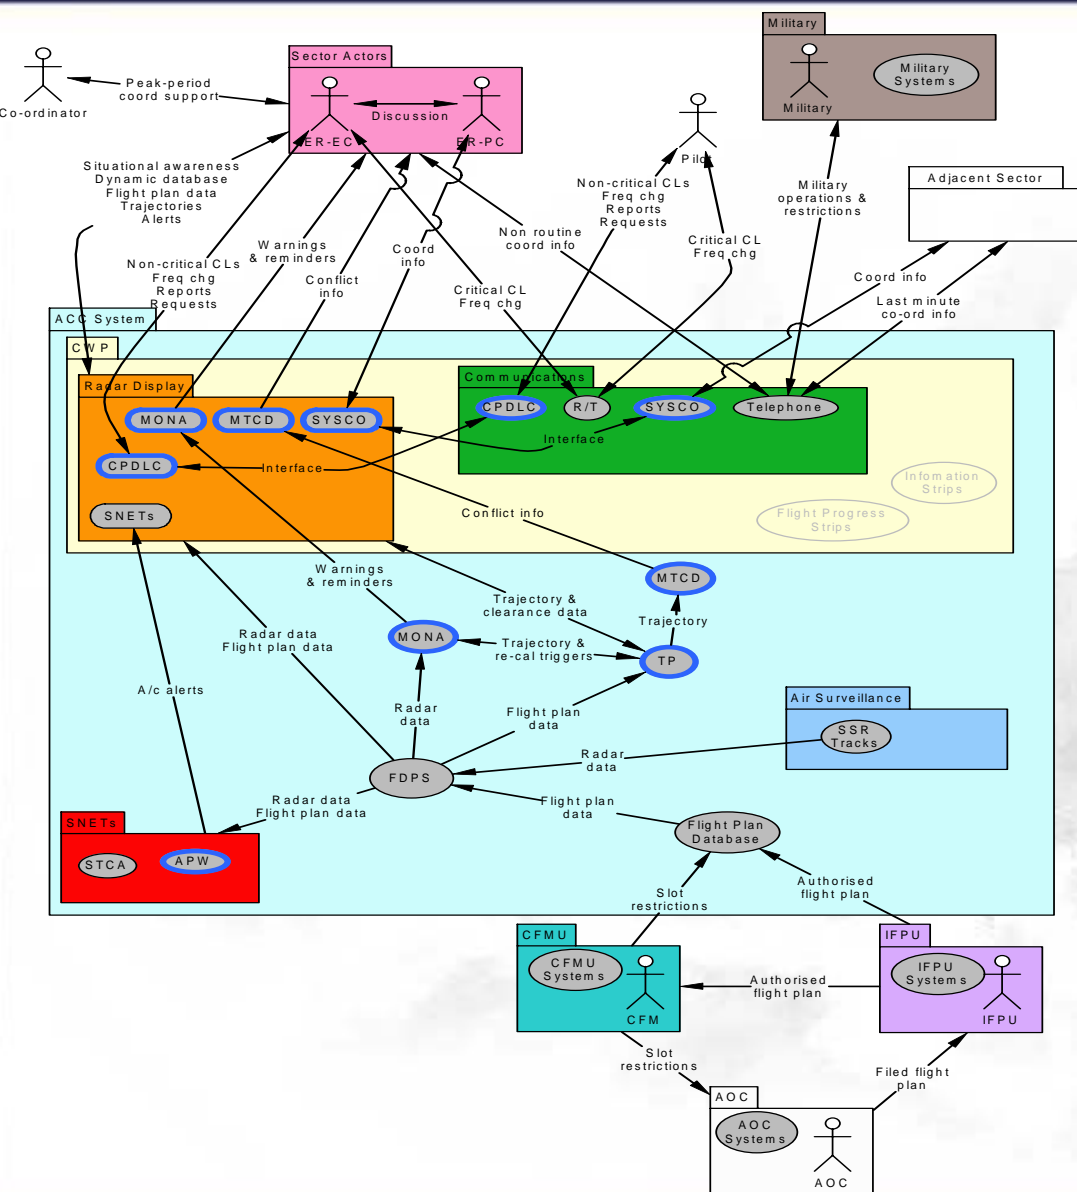 Military
Sector Actors
Military
Systems
Peak-period
coord support
Co-ordinator
Discussion
Military
ER-EC
ER-PC
Pilot
Situational awareness
Dynamic database
Flight plan data
Trajectories
Alerts
Non-critical CLs
Freq chg
Reports
Requests
Military
operations &
restrictions
Adjacent Sector
Non routine
coord info
Warnings
& reminders
Coord
info
Critical CL
Freq chg
Non-critical CLs
Freq chg
Reports
Requests
Conflict
info
Critical CL
Freq chg
Coord info
Last minute
co-ord info
ACC System
CWP
Radar Display
Communications
MONA
MTCD
SYSCO
CPDLC
R/T
SYSCO
Telephone
Interface
CPDLC
Interface
Infomation
Strips
SNETs
Conflict info
Flight Progress
Strips
Warnings
& reminders
MTCD
Trajectory &
clearance data
Trajectory
Radar data
Flight plan data
MONA
Trajectory &
re-cal triggers
TP
A/c alerts
Air Surveillance
Radar
data
Flight plan
data
SSR
Tracks
Radar
data
FDPS
Radar data
Flight plan data
Flight plan
data
SNETs
Flight Plan
Database
STCA
APW
Slot
restrictions
Authorised
flight plan
CFMU
IFPU
CFMU
Systems
IFPU
Systems
Authorised
flight plan
CFM
IFPU
Slot
restrictions
Filed flight
plan
AOC
AOC
Systems
AOC